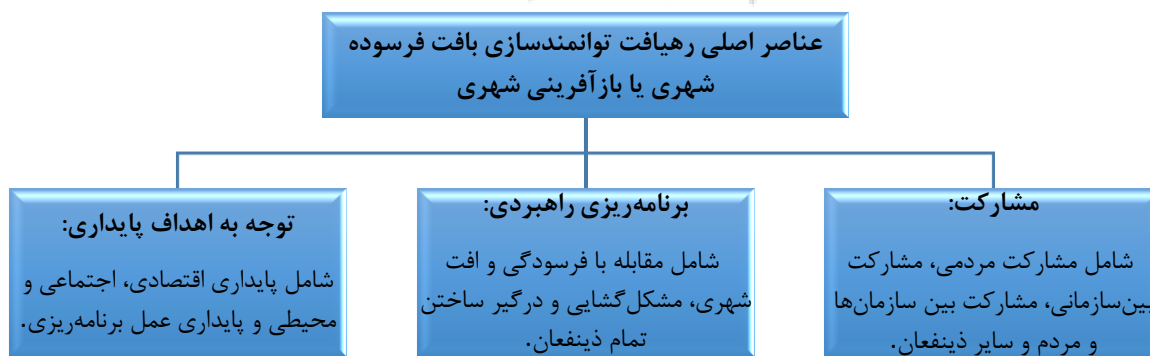 عناصر اصلی رهیافت توانمندسازی بافت فرسوده
شهری یا بازآفرینی شهری
مشارکت:
شامل مشارکت مردمی، مشارکت
بین‌سازمانی، مشارکت بین سازمان‌ها
و مردم و سایر ذینفعان.
برنامه‌ریزی راهبردی:
شامل مقابله با فرسودگی و افت
شهری، مشکل‌گشایی و درگیر ساختن
تمام ذینفعان.
توجه به اهداف پایداری:
شامل پایداری اقتصادی، اجتماعی و
محیطی و پایداری عمل برنامه‌ریزی.